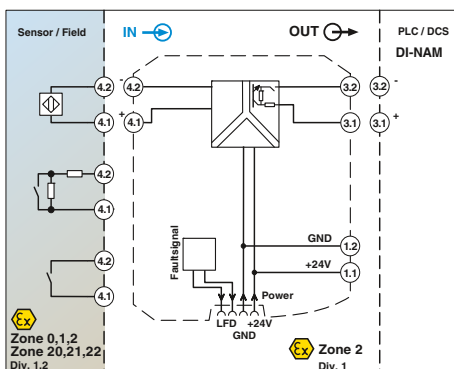 Sensor / Field
IN
OUT
PLC / DCS
DI-NAM
4.2
-
4.2
3.2
3.2
-
4.1
+
4.1
3.1
3.1
+
4.2
4.1
Faultsignal
GND
1.2
+24V
1.1
4.2
4.1
Power
LFD
+24V
GND
Ex
Zone 0,1,2
Zone 20,21,22
Div. 1,2
Ex
Zone 2
Div. 1